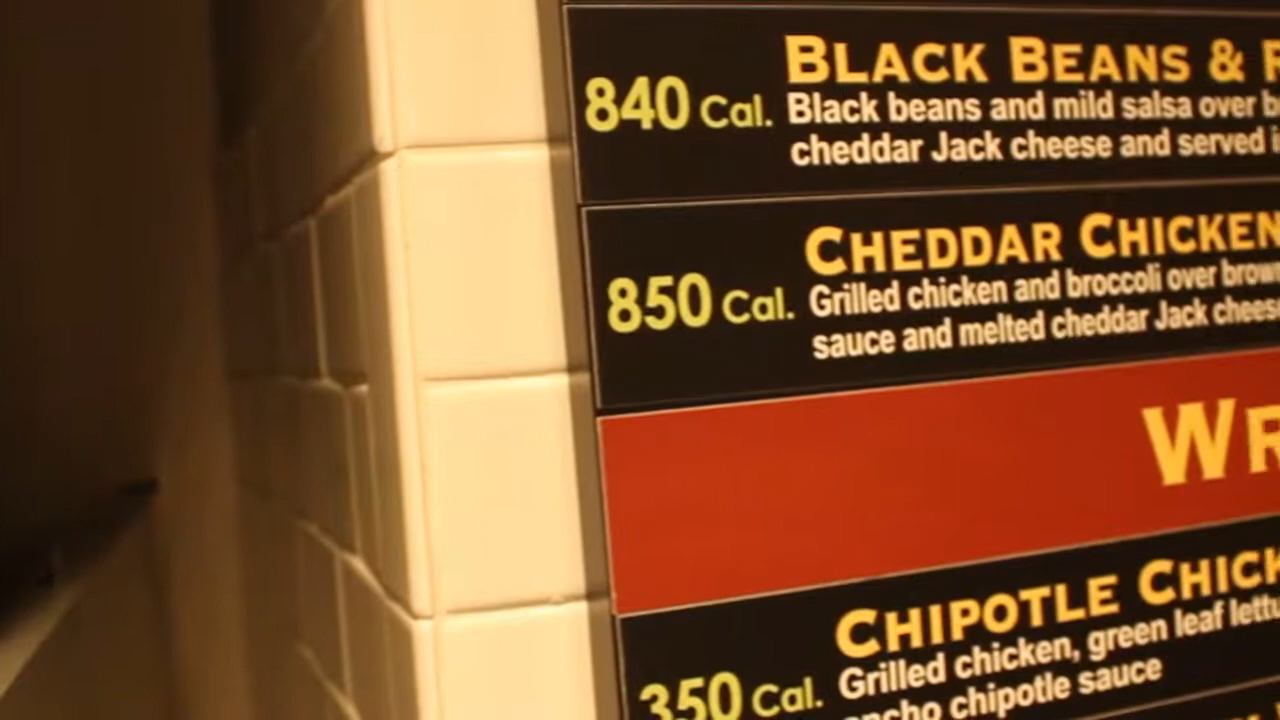 BLACK BEANS &
840 Cal.
Black beans and mild salsa over
cheddar Jack cheese and served
CHEDDAR CHICKEN
850 Cal.
Grilled chicken and broccoli over brown
sauce and melted cheddar Jack chees
WR
CHIPOTLE CHICK
350 Cal.
Grilled chicken, green leaf lettu
ancho chipotle sauce